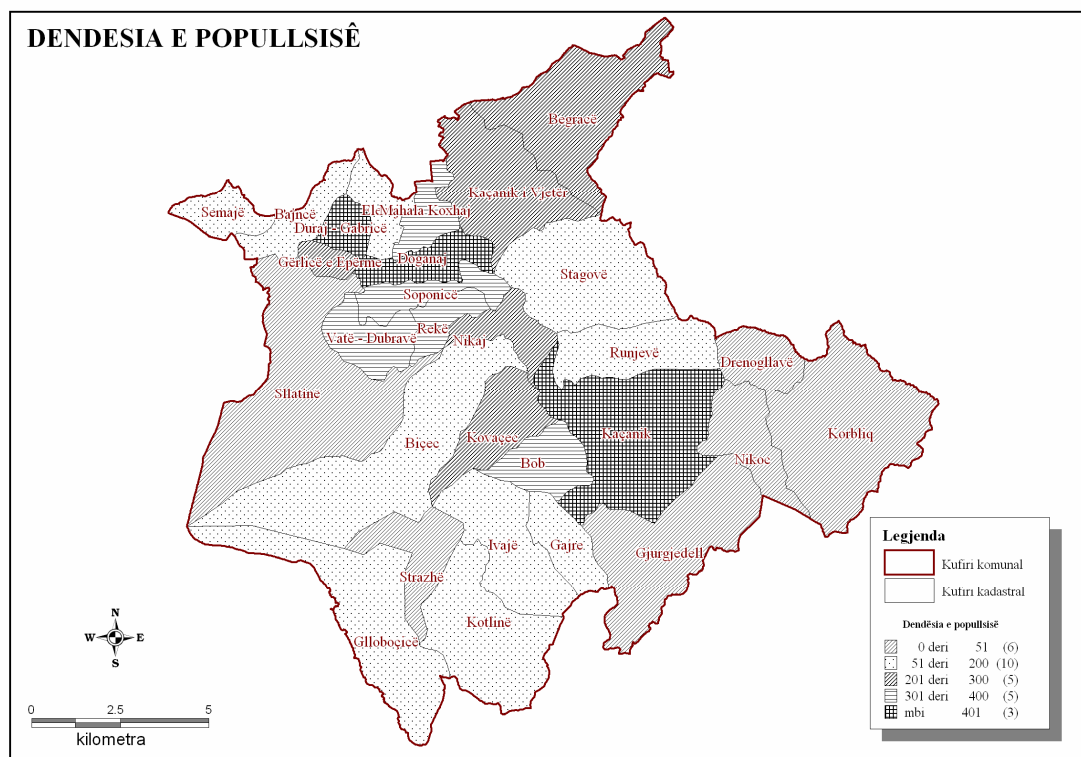 DENDESIA E POPULLSISÊ
Begracë
Kaçanik i Vjetër
Semajë
Bajncë
Elc
Mahala Koxhaj
Duraj - Gabricë
Gërlicë e Epërme
Doganaj
Stagovë
Soponicë
Rekë
Vatë - Dubravë
Nikaj
Runjevë
Drenogllavë
Sllatinë
Korbliq
Biçec
Kovaçec
Kaçanik
Bob
Nikoc
Ivajë
Gajre
Gjurgjedell
Strazhë
Kotlinë
Glloboçicë
N
W E
S
0 2.5 5
kilometra
Legjenda
Kufiri komunal
Kufiri kadastral
Dendësia e popullsisë
0 deri 51 (6)
51 deri 200 (10)
201 deri 300 (5)
301 deri 400 (5)
mbi 401 (3)